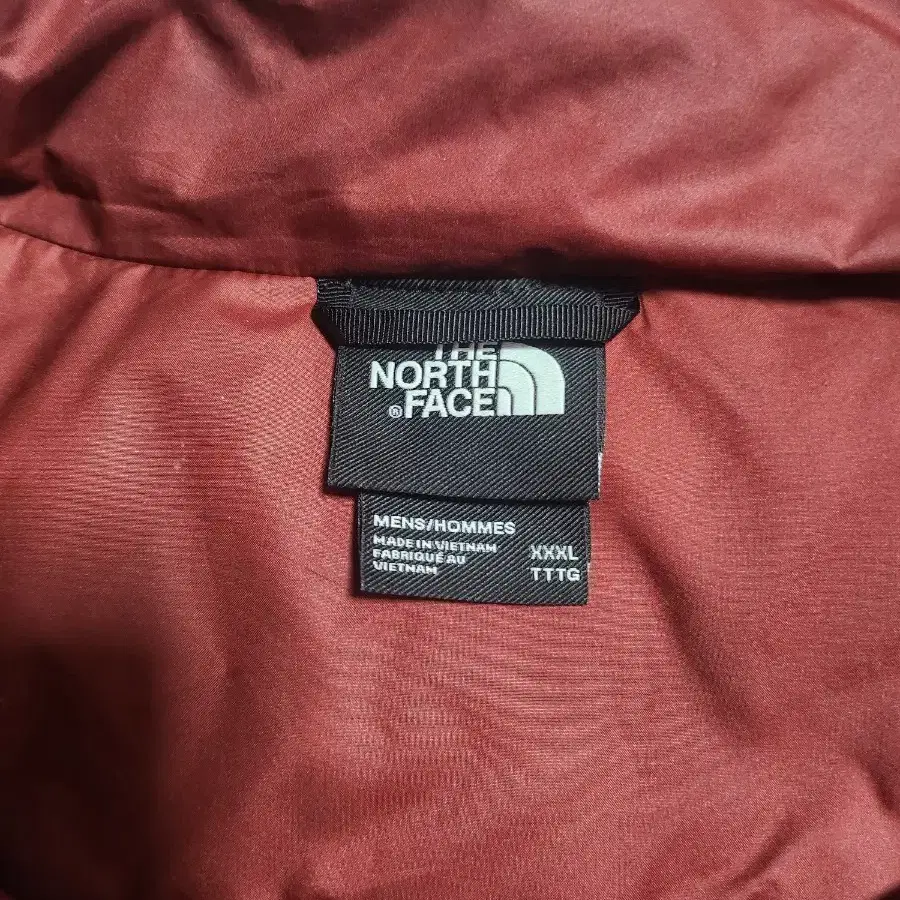 THE
NORTH
® FACE
MENS/HOMMES
MADE IN VIETNAM
FABRIQUÉ AU
VIETNAM
XXXL
TTTG